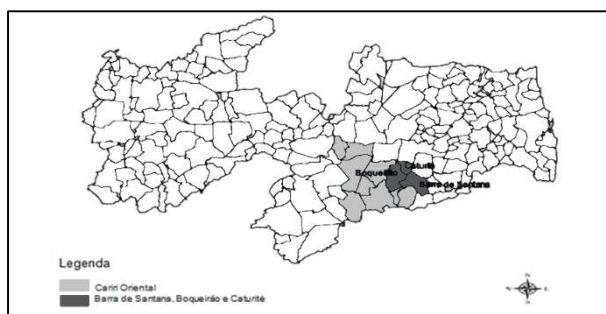 Caturité
Boqueirão
Barra de Santana
Legenda
Cariri Oriental
Barra de Santana, Boqueirão e Caturité
N